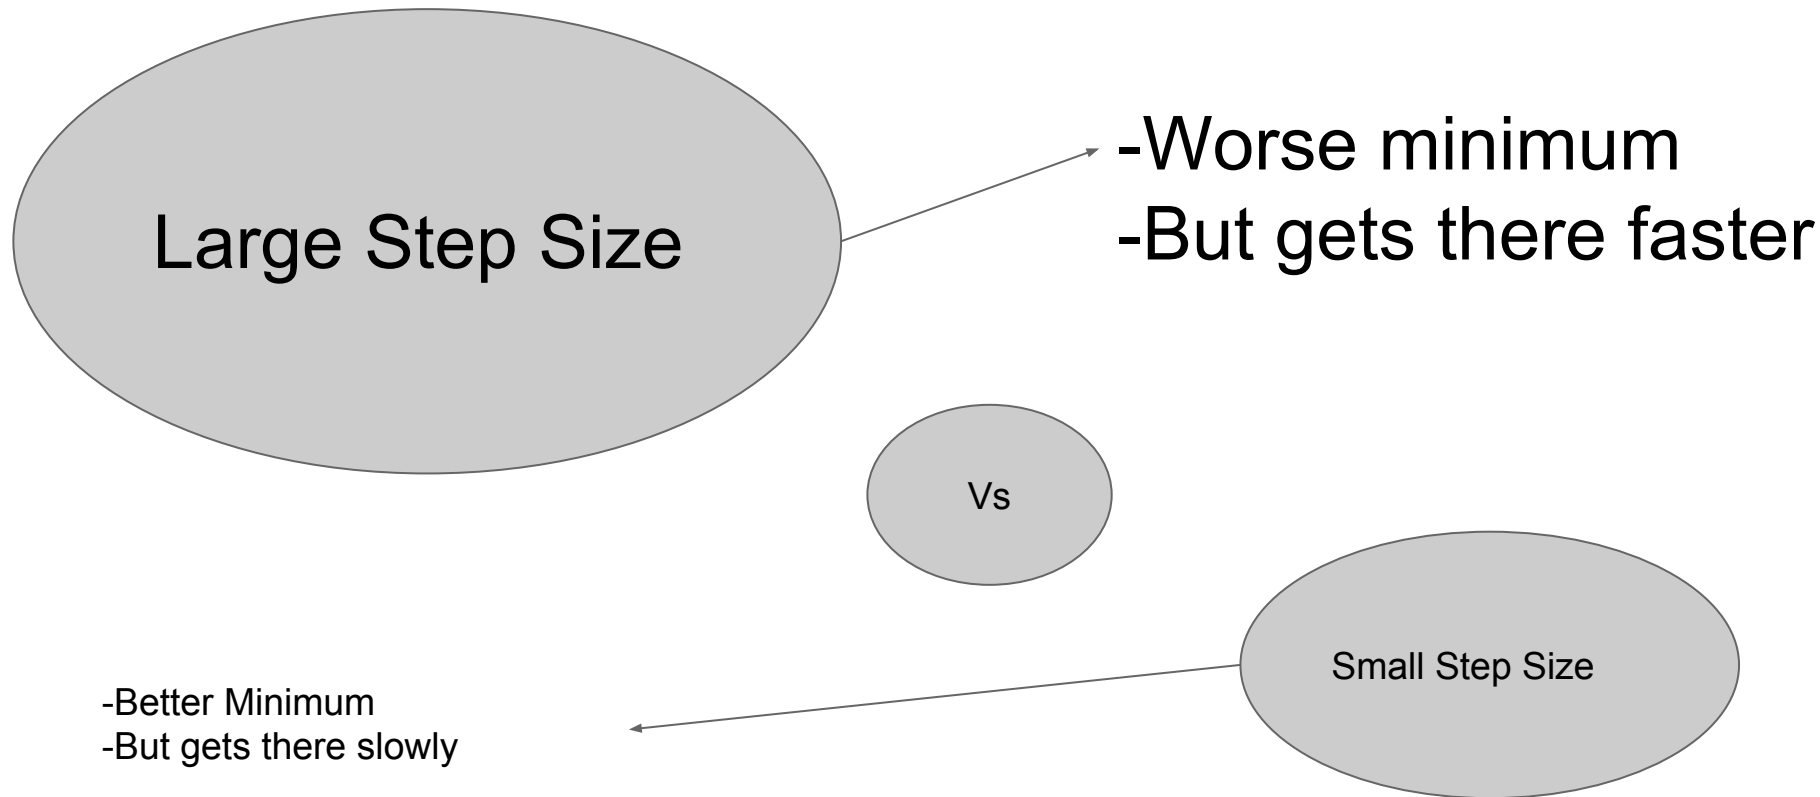 Large Step Size
-Worse minimum
-But gets there faster
Vs
Small Step Size
-Better Minimum
-But gets there slowly